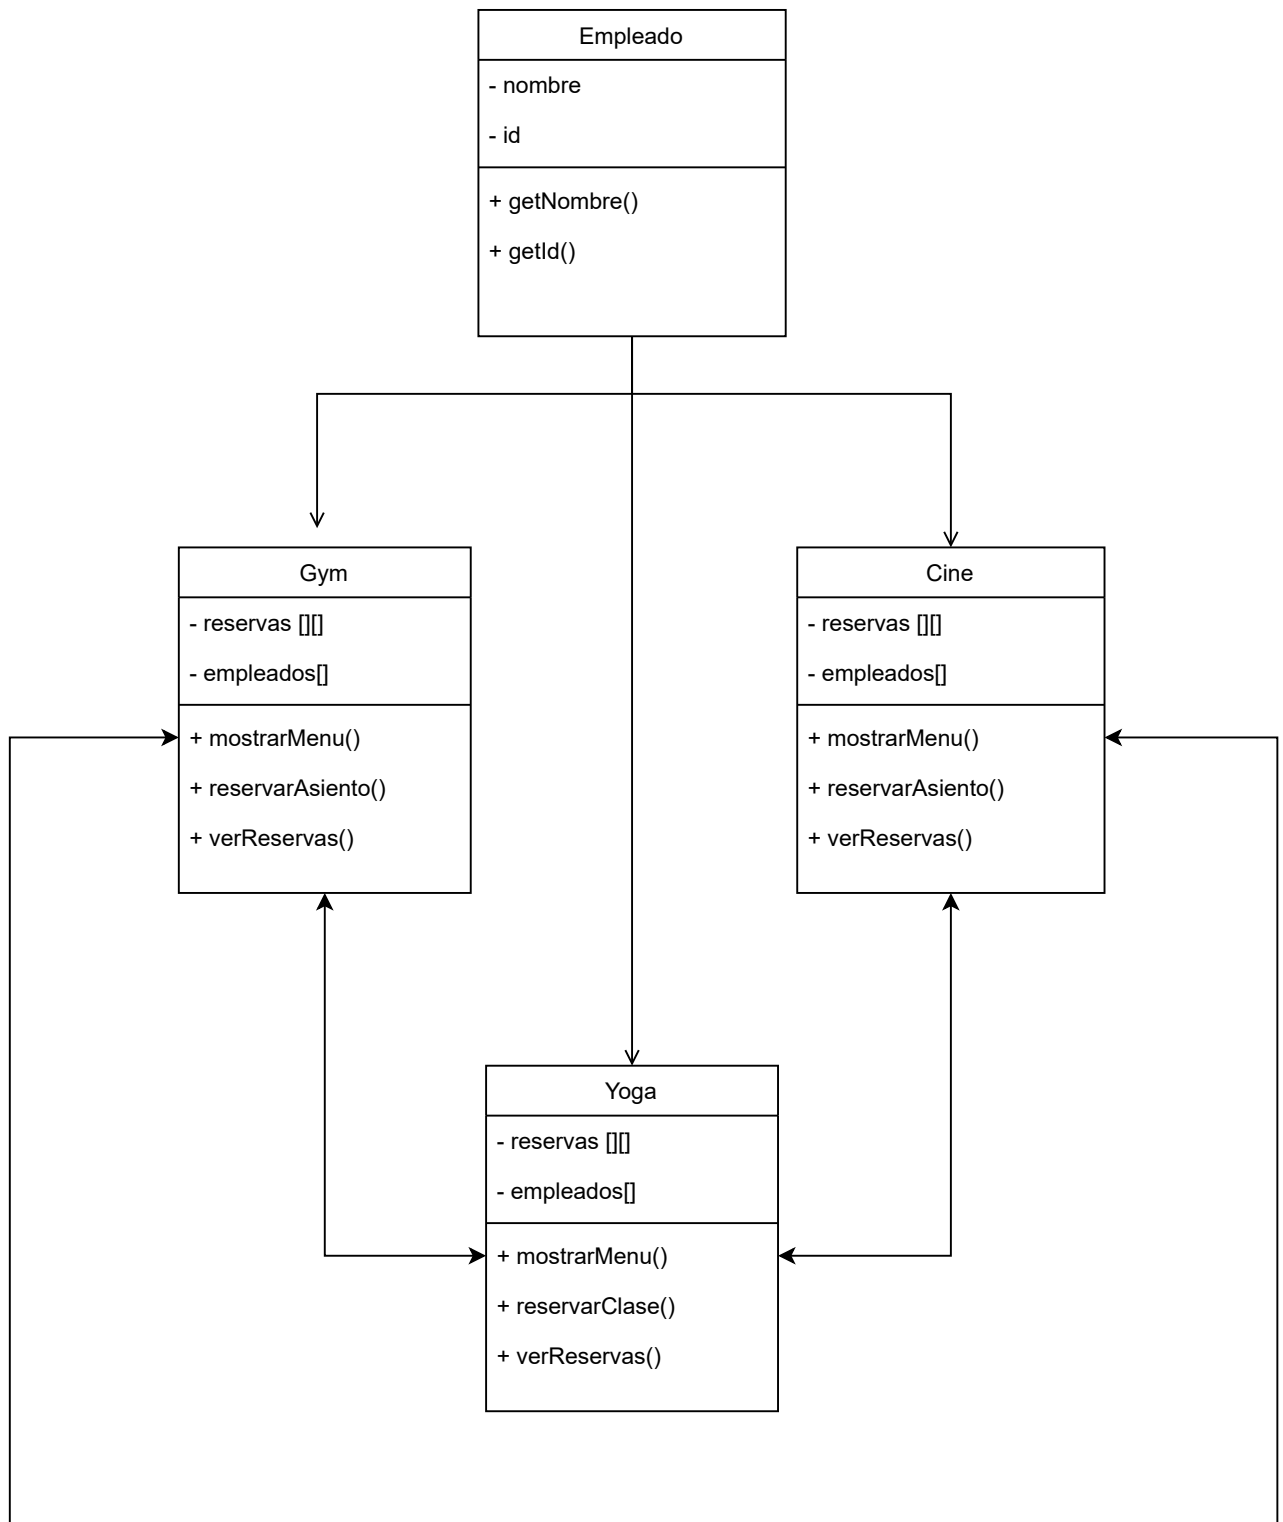 Empleado
- nombre
- id
+ getNombre()
+ getId()
Gym
- reservas [][]
- empleados[]
+ mostrarMenu()
+ reservarAsiento()
+ verReservas()
Cine
- reservas [][]
- empleados[]
+ mostrarMenu()
+ reservarAsiento()
+ verReservas()
Yoga
- reservas [][]
- empleados[]
+ mostrarMenu()
+ reservarClase()
+ verReservas()